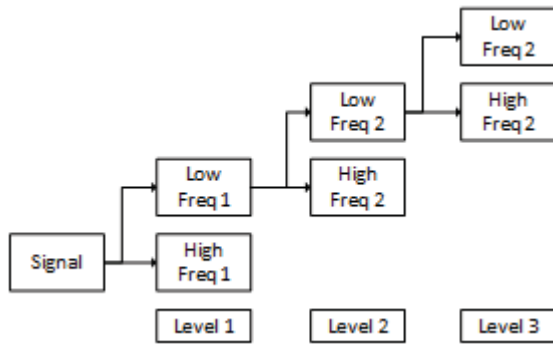 Low
Freq 2
Low
Freq 2
High
Freq 2
Low
Freq 1
High
Freq 2
Signal
High
Freq 1
Level 1
Level 2
Level 3